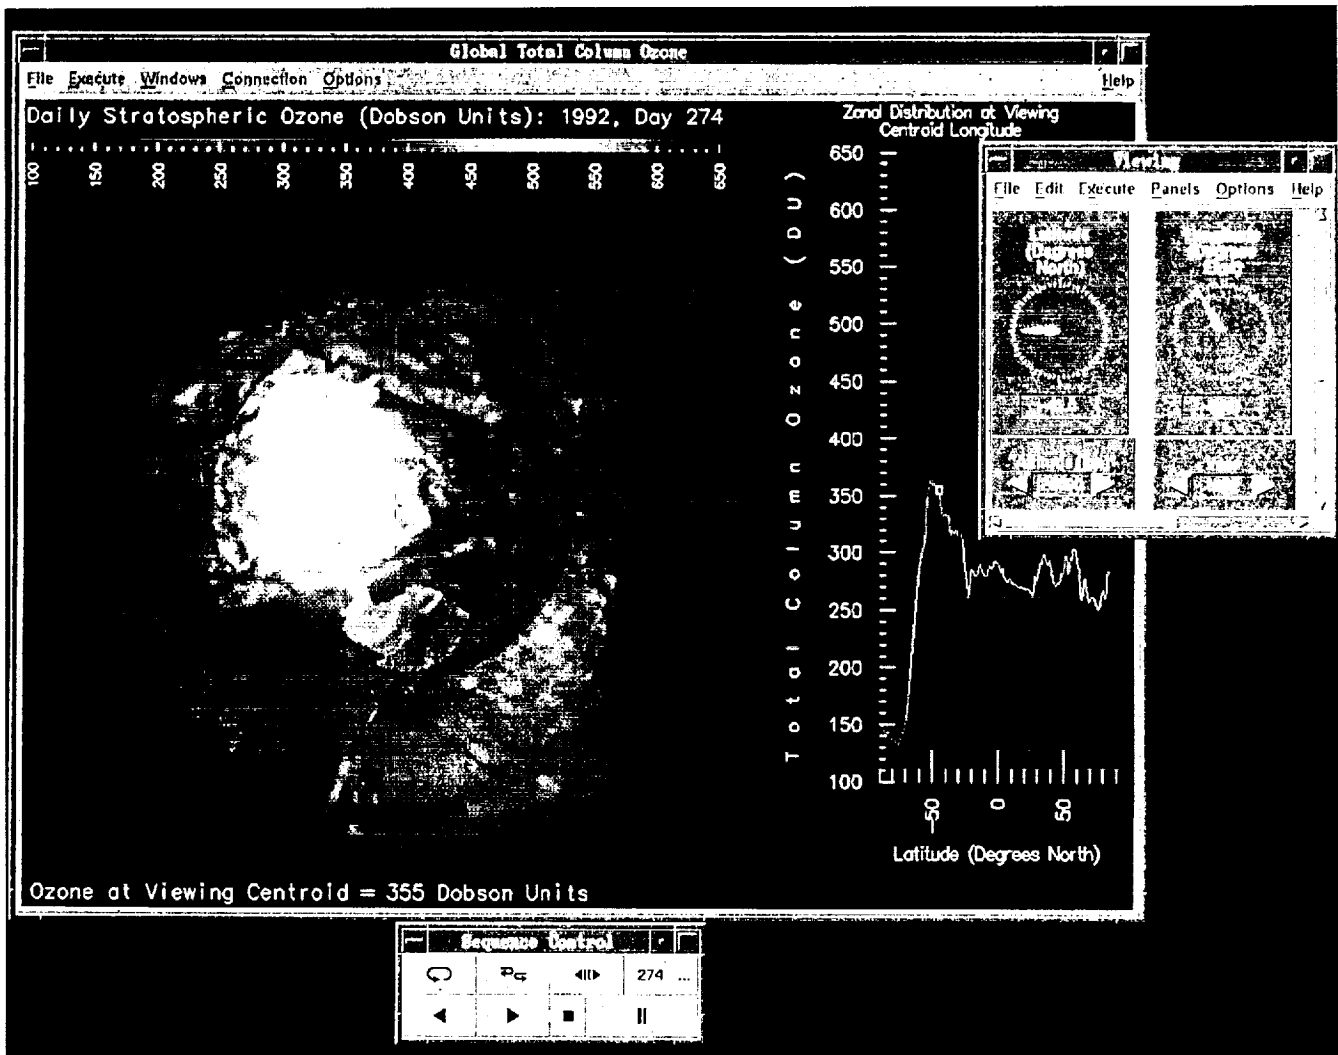 Global Total Column Ozone
File Execute Windows Connection Options Help
Daily Stratospheric Ozone (Dobson Units): 1992, Day 274
100 150 200 250 300 350 400 450 500 550 600 650
Zonal Distribution at Viewing
Centroid Longitude
Total Column Ozone (DU)
650
600
550
500
450
400
350
300
250
200
150
100
-50 0 50
Latitude (Degrees North)
Ozone at Viewing Centroid = 355 Dobson Units
Viewing
File Edit Execute Panels Options Help
(Degrees
North)
Sequence Control
274 ...